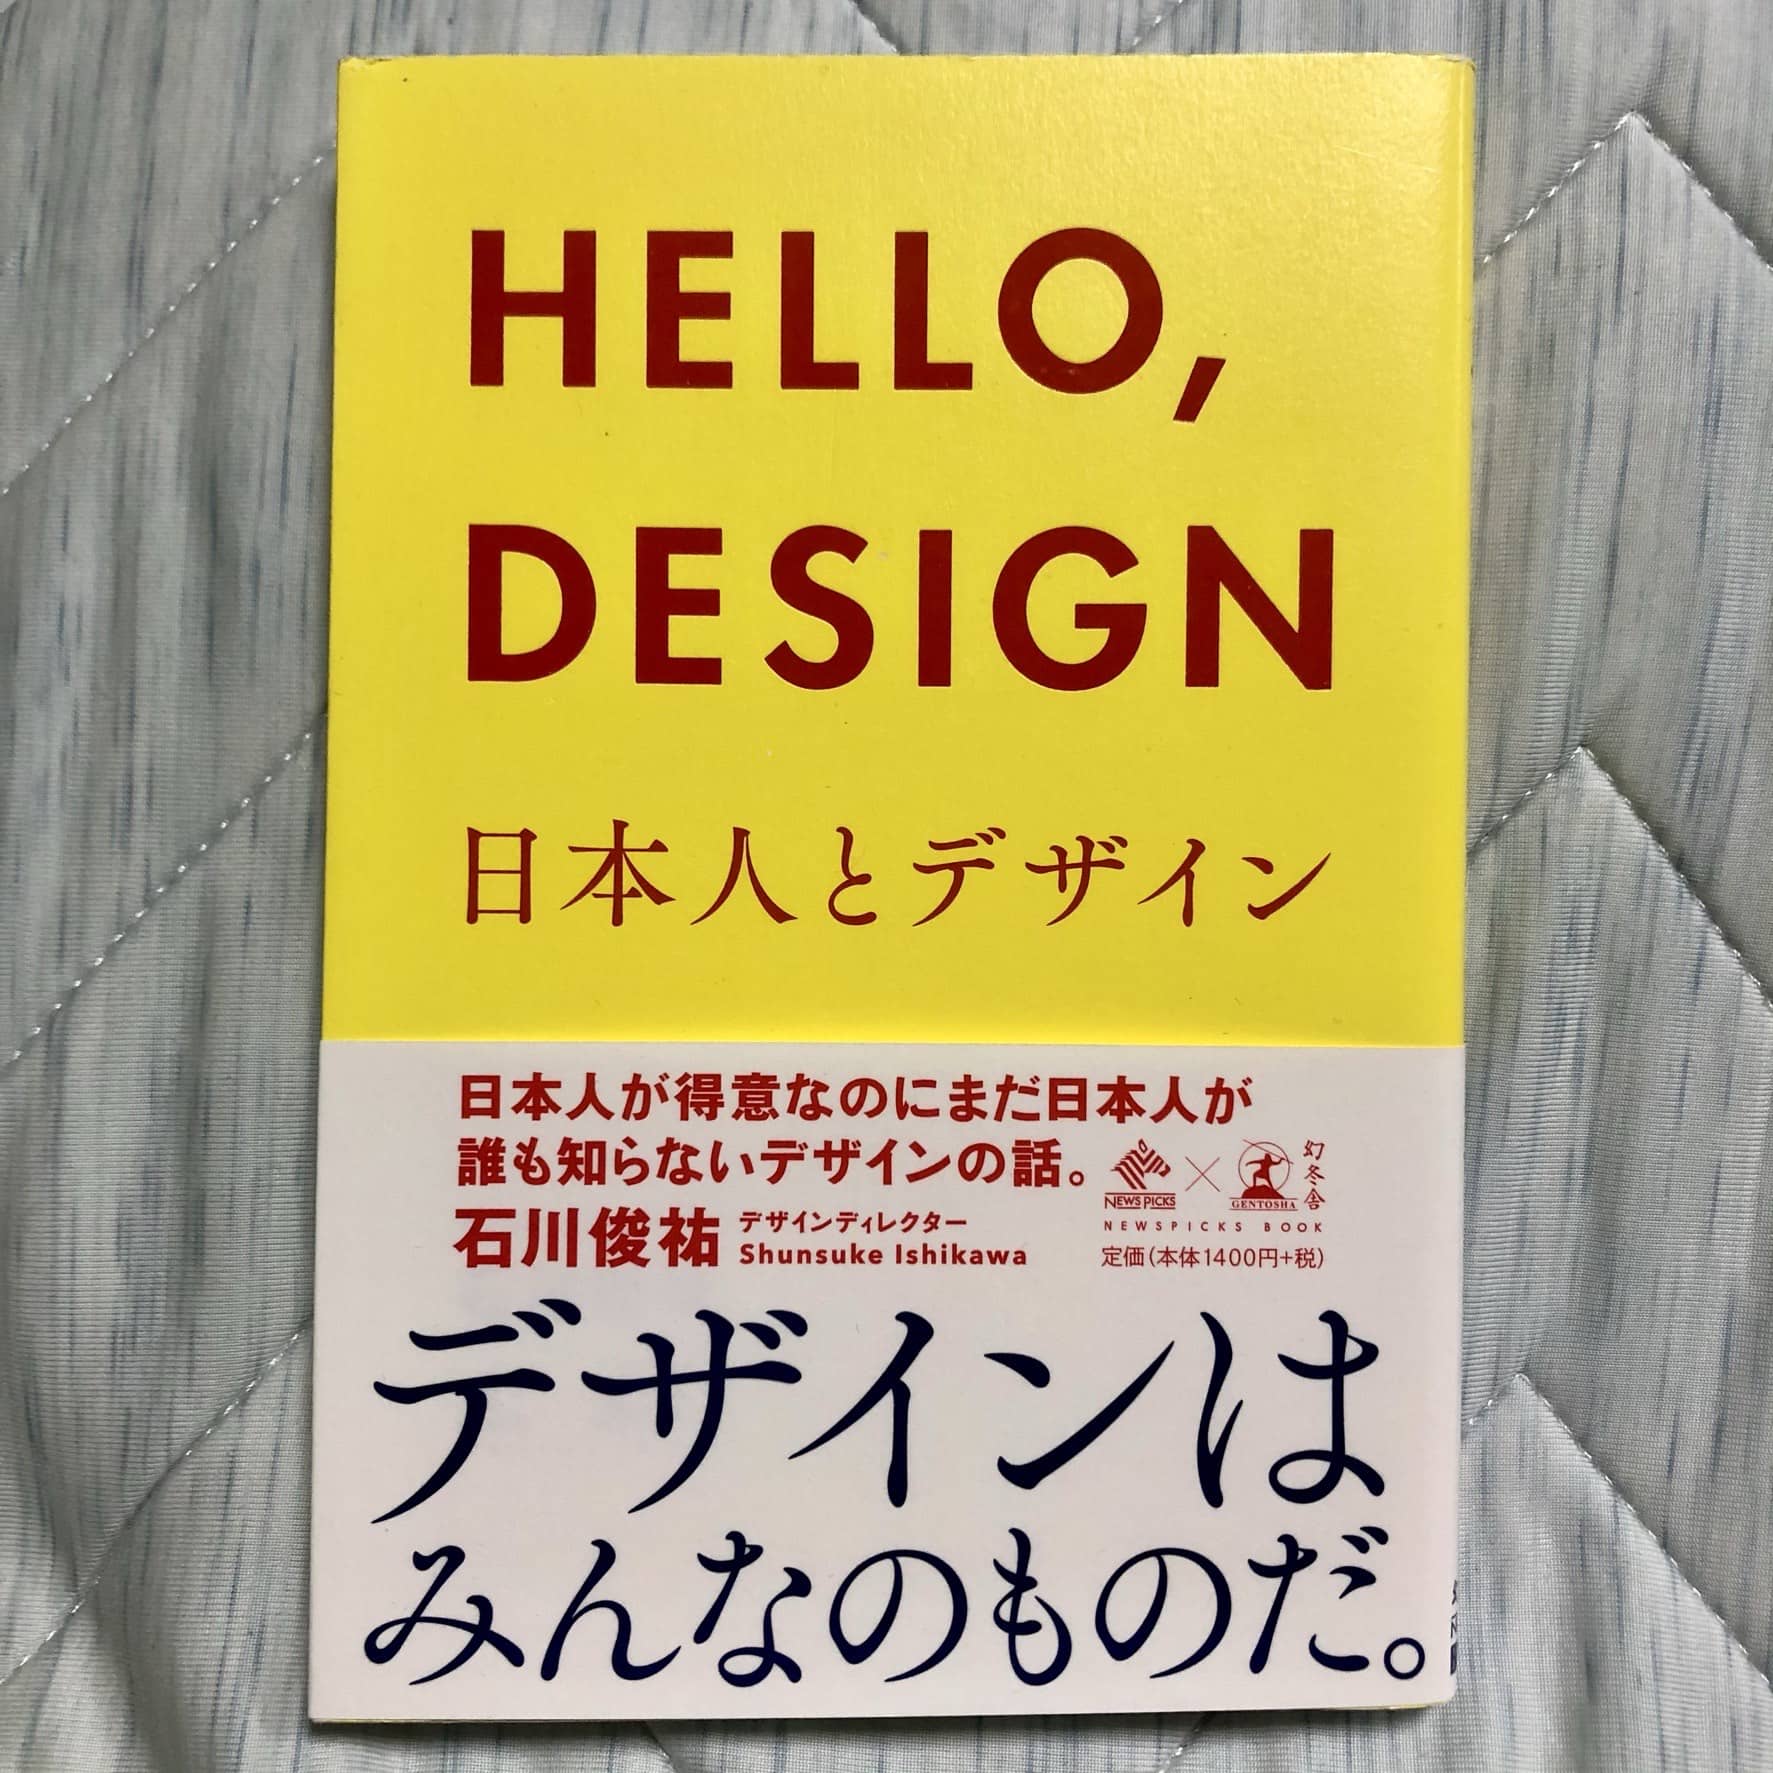 HELLO,
DESIGN
日本人とデザイン
日本人が得意なのにまだ日本人が
誰も知らないデザインの話。
石川俊祐
デザインディレクター
Shunsuke Ishikawa
NEWS PICKS
×
GENTOSHA
幻冬舎
NEWSPICKS BOOK
定価(本体1400円+税)
デザインは
みんなのものだ。